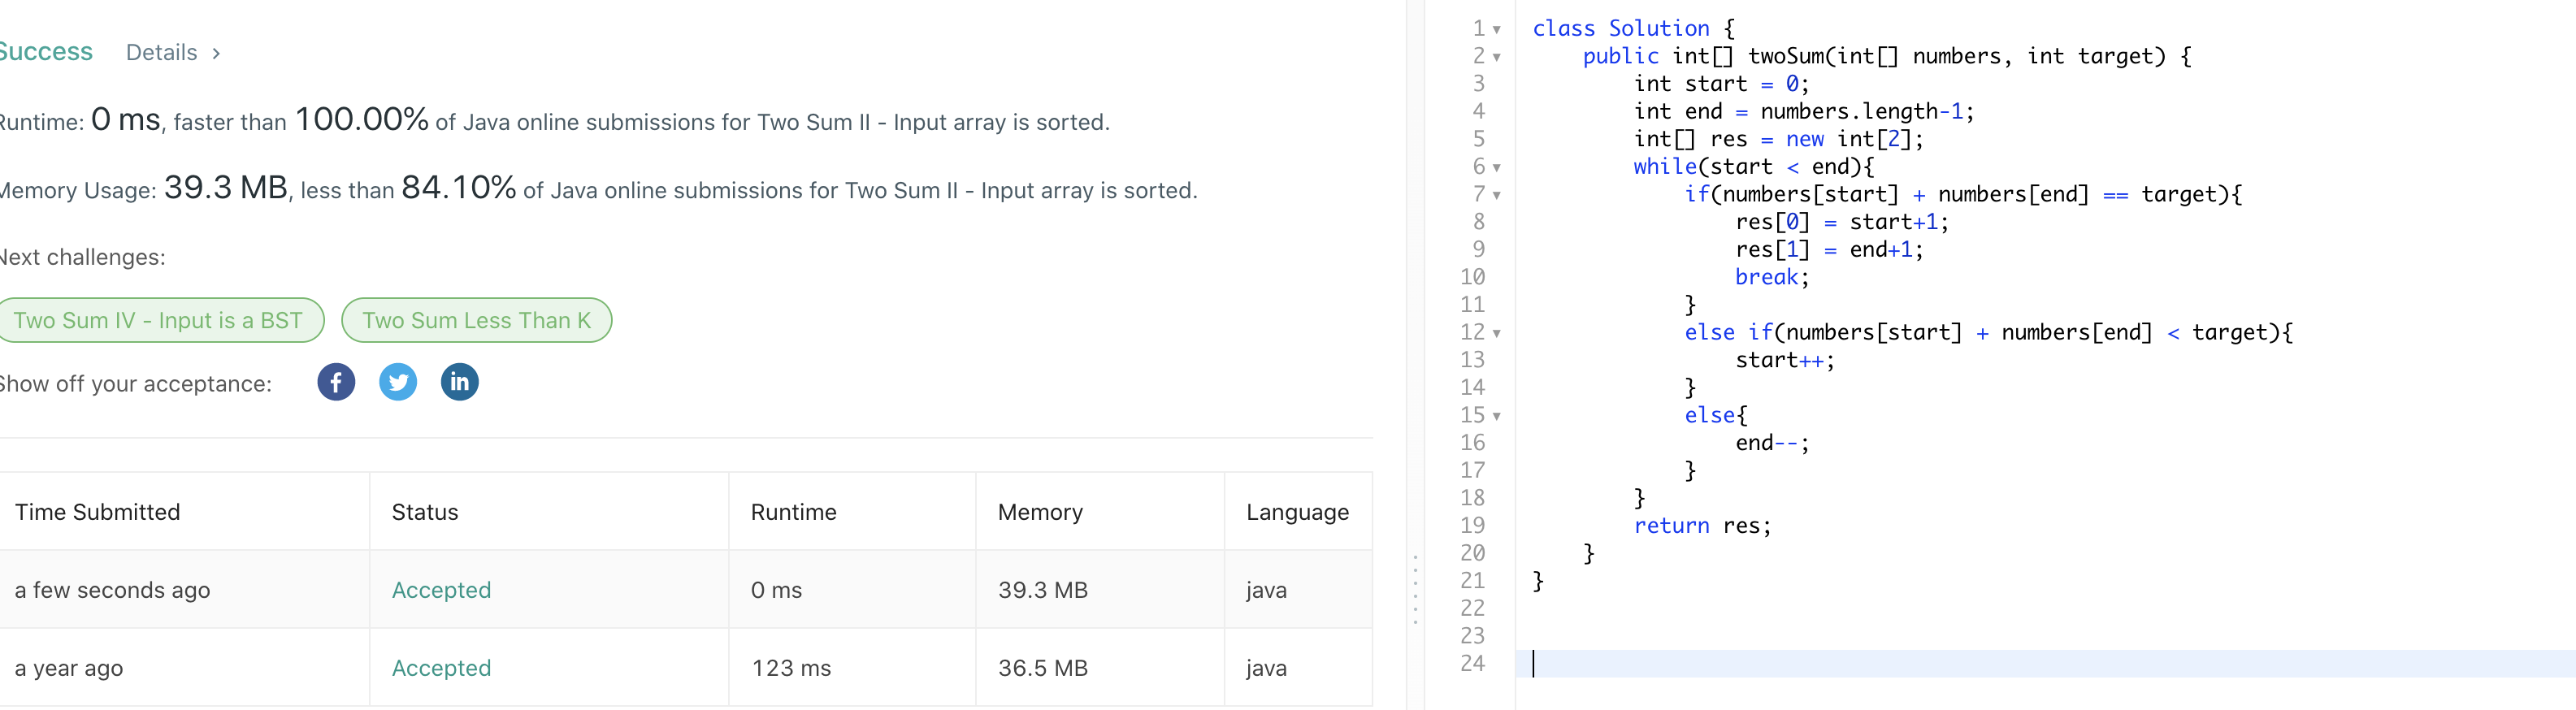 Success Details >
Runtime: 0 ms, faster than 100.00% of Java online submissions for Two Sum II - Input array is sorted.
Memory Usage: 39.3 MB, less than 84.10% of Java online submissions for Two Sum II - Input array is sorted.
Next challenges:
Two Sum IV - Input is a BST Two Sum Less Than K
Show off your acceptance: f in
Time Submitted Status Runtime Memory Language
a few seconds ago Accepted 0 ms 39.3 MB java
a year ago Accepted 123 ms 36.5 MB java
1 class Solution {
2     public int[] twoSum(int[] numbers, int target) {
3         int start = 0;
4         int end = numbers.length-1;
5         int[] res = new int[2];
6         while(start < end){
7             if(numbers[start] + numbers[end] == target){
8                 res[0] = start+1;
9                 res[1] = end+1;
10                 break;
11             }
12             else if(numbers[start] + numbers[end] < target){
13                 start++;
14             }
15             else{
16                 end--;
17             }
18         }
19         return res;
20     }
21 }
22
23
24